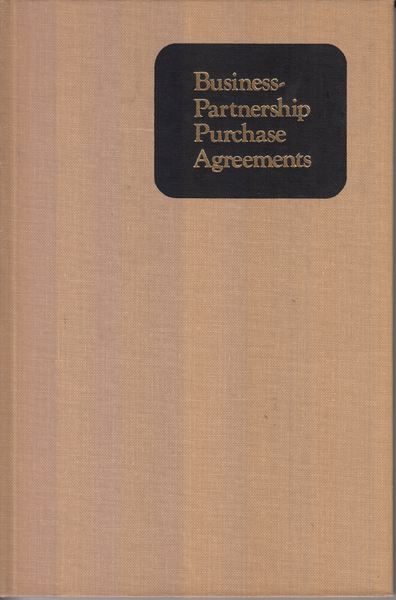 Business-
Partnership
Purchase
Agreements